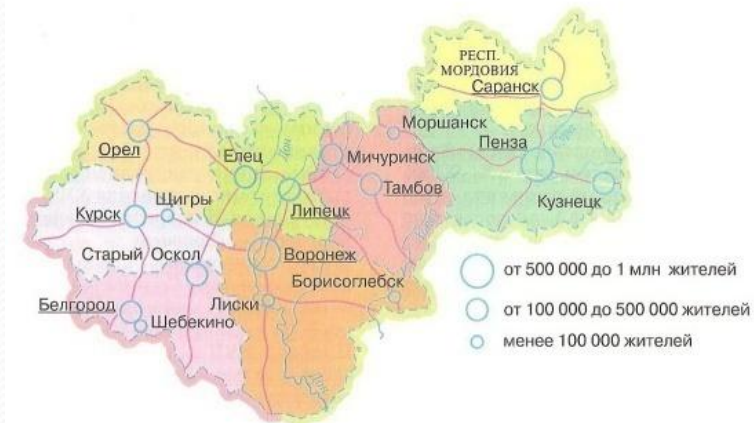 РЕСП.
МОРДОВИЯ
Саранск
Моршанск
Пенза
Орел
Елец
Дон
Мичуринск
Тамбов
Кузнецк
Щигры
Курск
Липецк
Старый Оскол
Воронеж
Борисоглебск
Белгород
Лиски
Шебекино
Дон
от 500 000 до 1 млн жителей
от 100 000 до 500 000 жителей
менее 100 000 жителей